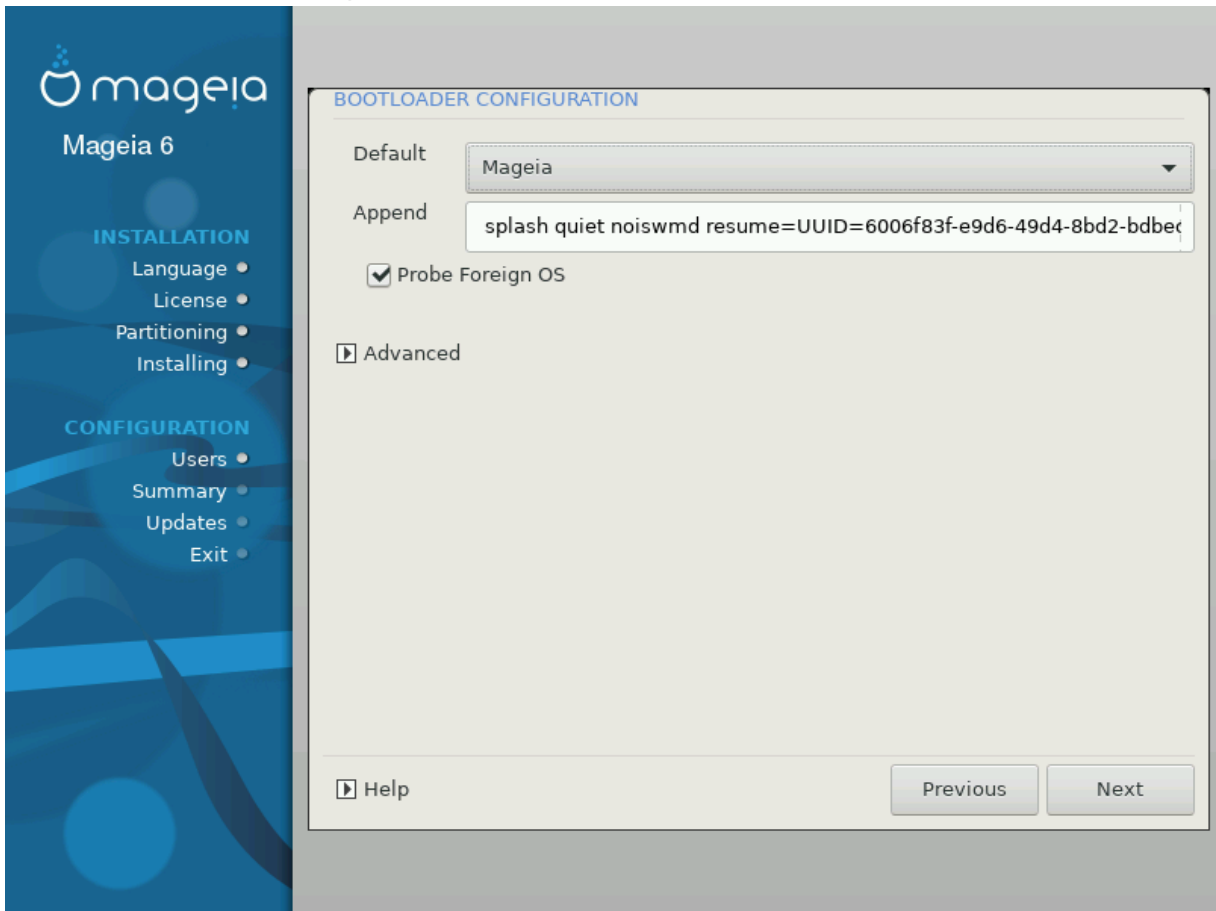 mageia
Mageia 6
INSTALLATION
Language
License
Partitioning
Installing
CONFIGURATION
Users
Summary
Updates
Exit
BOOTLOADER CONFIGURATION
Default
Mageia
Append
splash quiet noiswmd resume=UUID=6006f83f-e9d6-49d4-8bd2-bdbec
Probe Foreign OS
Advanced
Help
Previous
Next